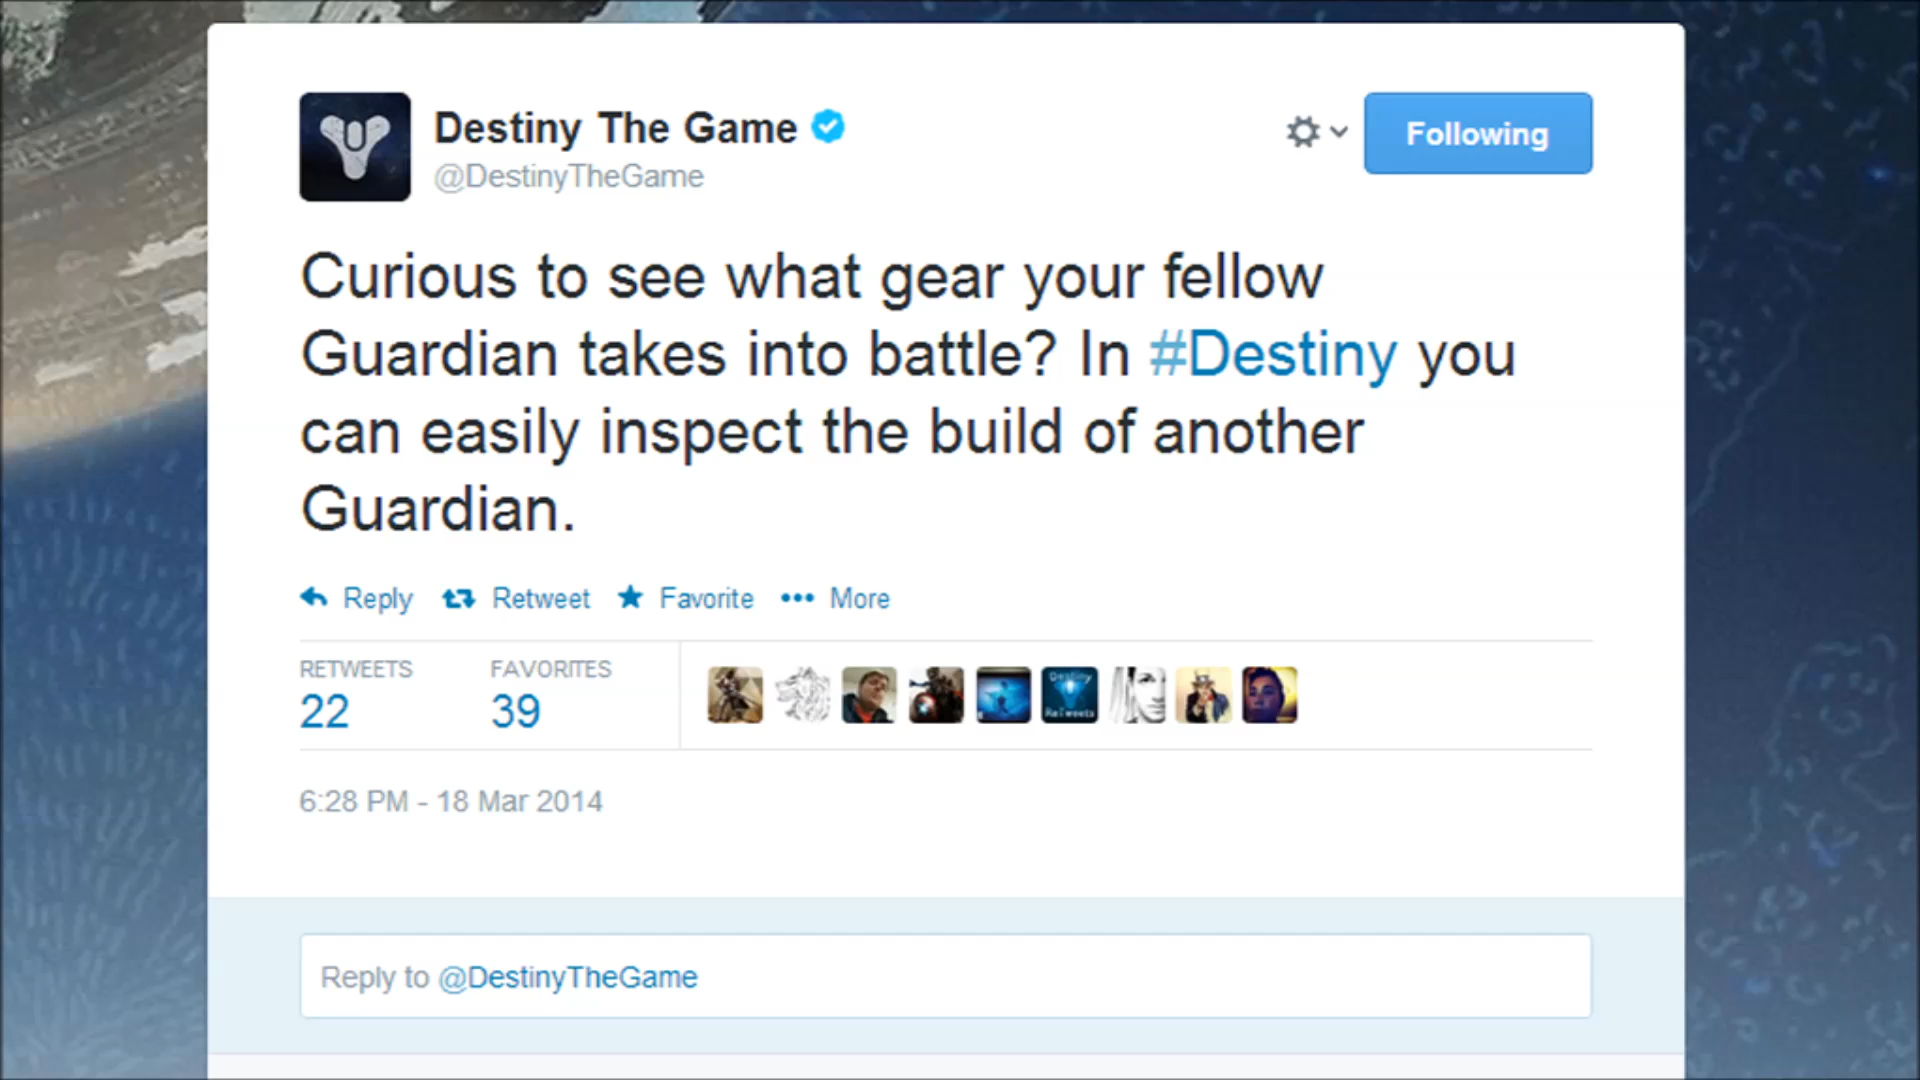 Destiny The Game
@DestinyTheGame
Following
Curious to see what gear your fellow
Guardian takes into battle? In #Destiny you
can easily inspect the build of another
Guardian.
Reply Retweet Favorite More
RETWEETS FAVORITES
22 39
Destiny
ReTweets
6:28 PM - 18 Mar 2014
Reply to @DestinyTheGame